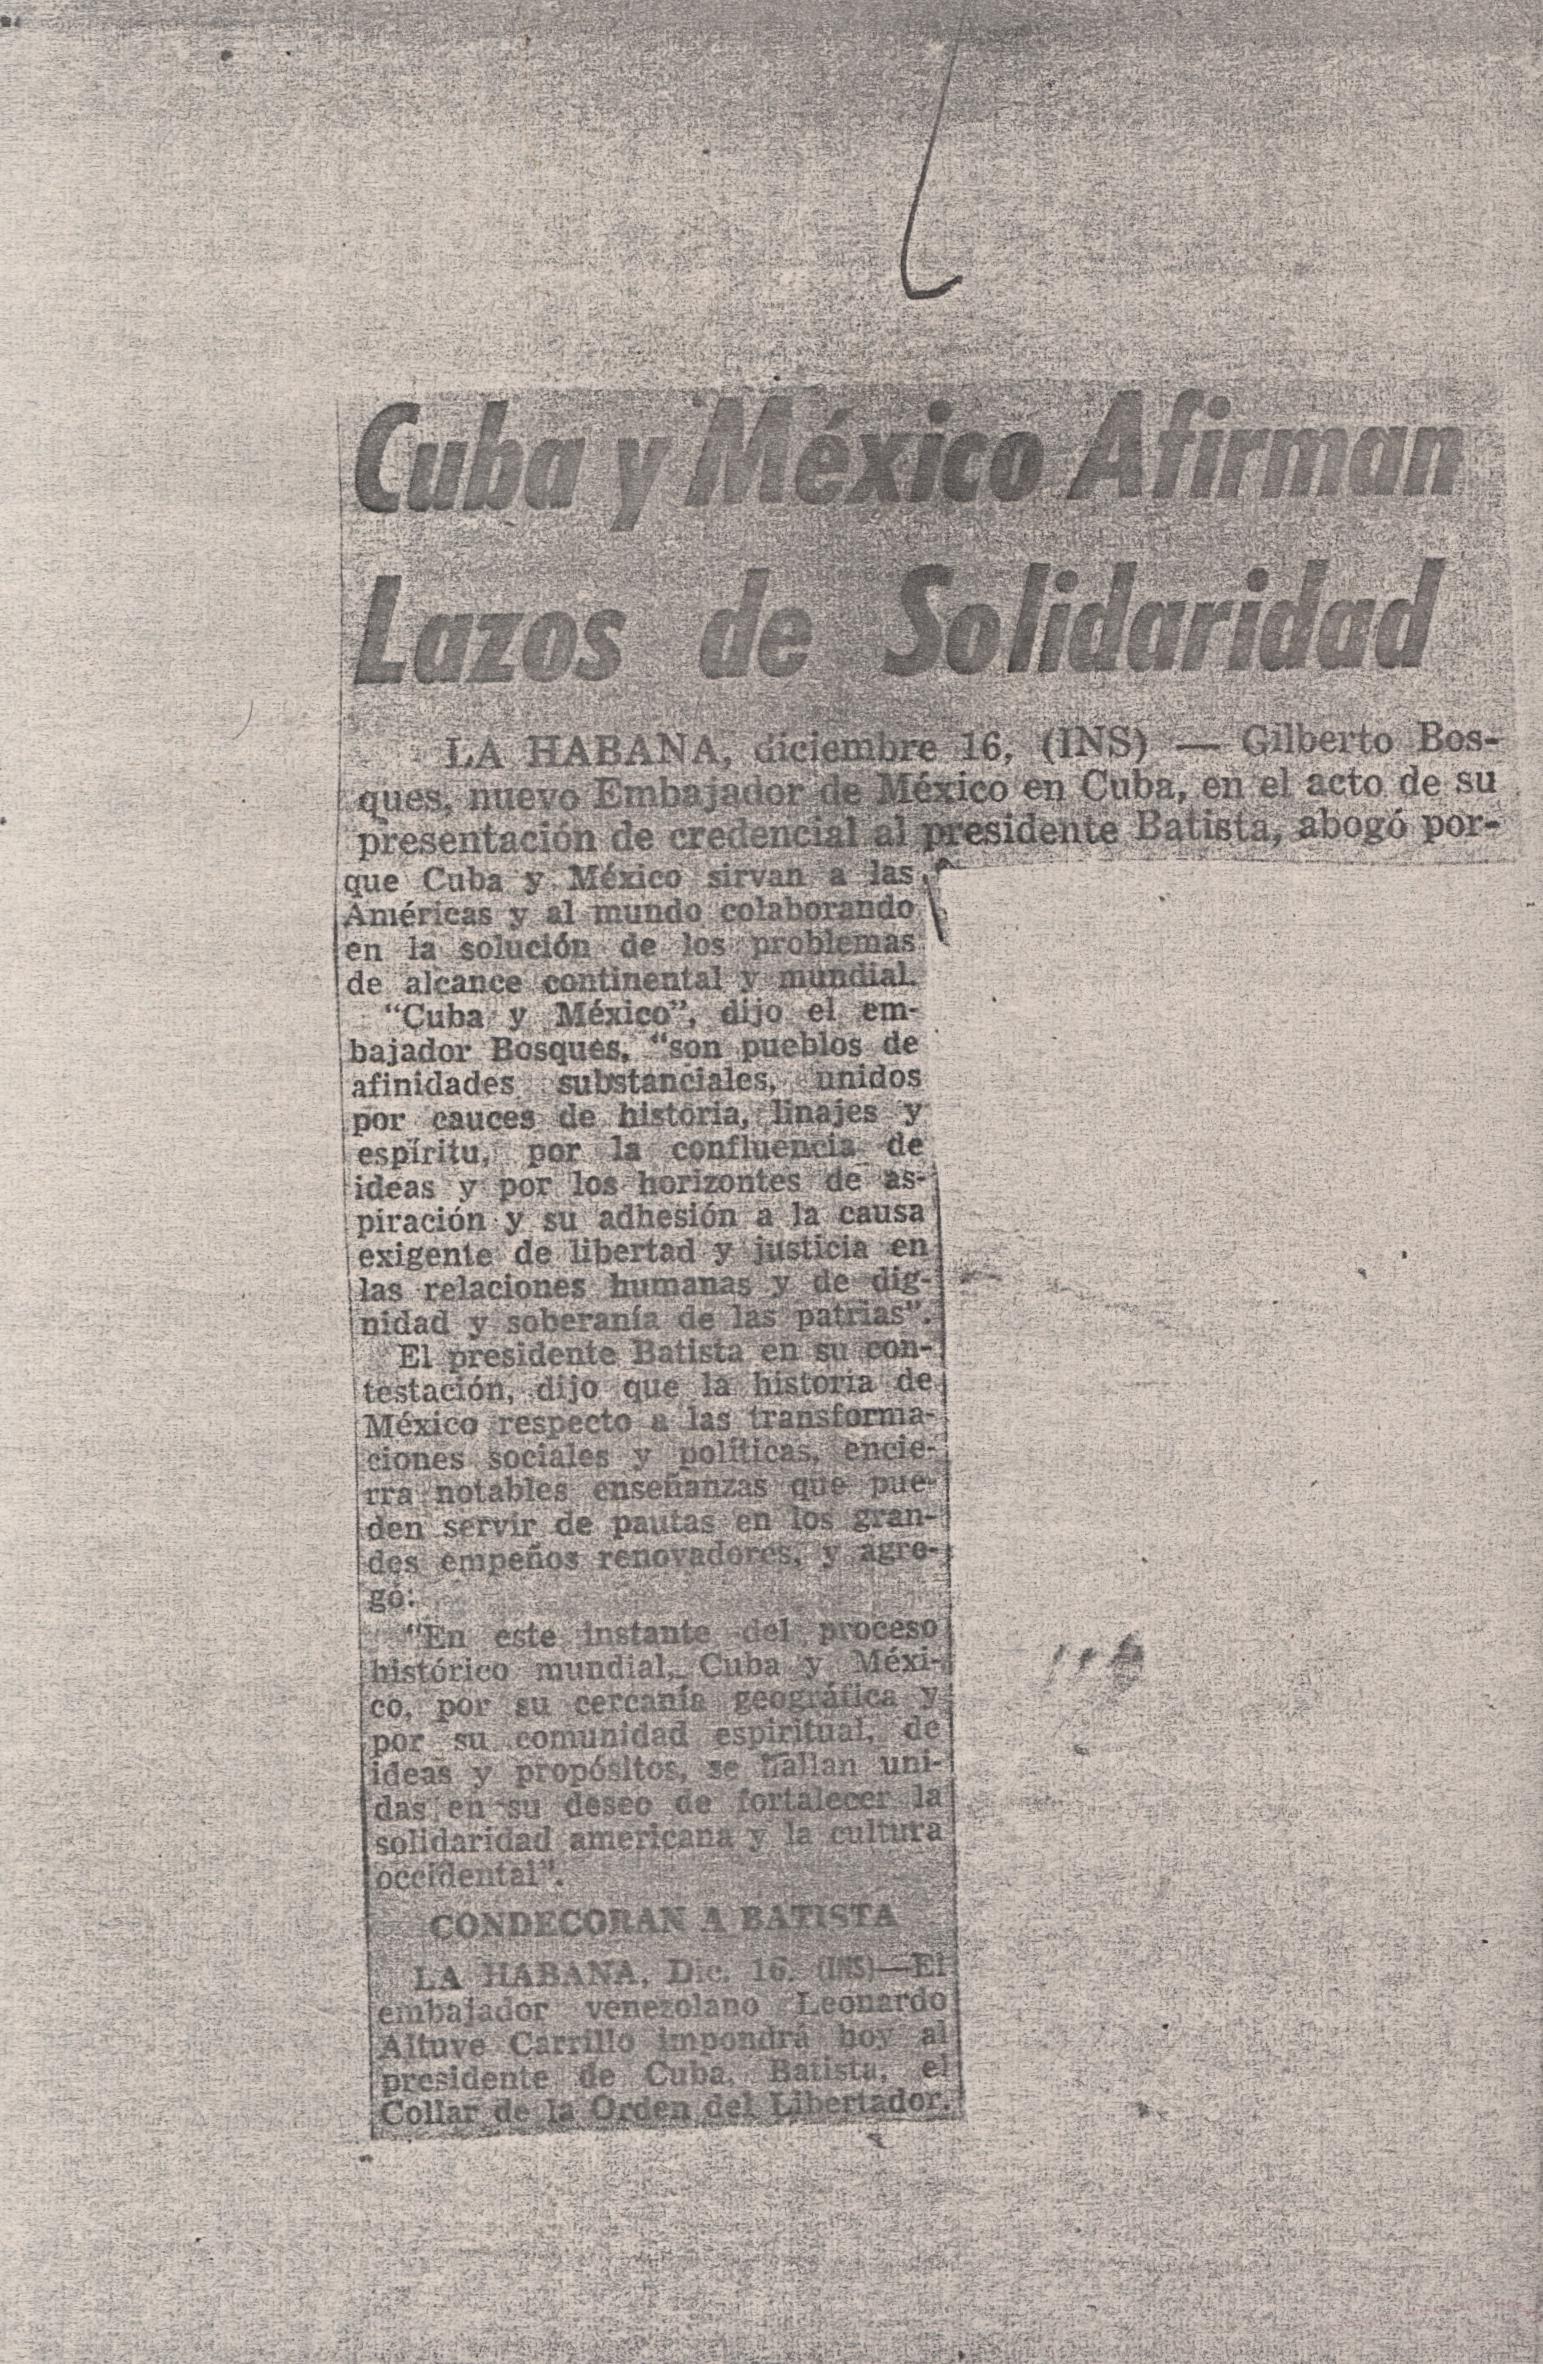 Cuba y México Afirman
Lazos de Solidaridad
LA HABANA, diciembre 16, (INS) — Gilberto Bos-
ques, nuevo Embajador de México en Cuba, en el acto de su
presentación de credencial al presidente Batista, abogó por-
que Cuba y México sirvan a las
Américas y al mundo colaborando
en la solución de los problemas
de alcance continental y mundial.
“Cuba y México”, dijo el em-
bajador Bosques, “son pueblos de
afinidades substanciales, unidos
por cauces de historia, linajes y
espíritu, por la confluencia de
ideas y por los horizontes de as-
piración y su adhesión a la causa
exigente de libertad y justicia en
las relaciones humanas y de dig-
nidad y soberanía de las patrias”.
El presidente Batista en su con-
testación, dijo que la historia de
México respecto a las transforma-
ciones sociales y políticas, encie-
rra notables enseñanzas que pue-
den servir de pautas en los gran-
des empeños renovadores, y agre-
gó:
“En este instante del proceso
histórico mundial, Cuba y Méxi-
co, por su cercanía geográfica y
por su comunidad espiritual, de
ideas y propósitos, se hallan uni-
das en su deseo de fortalecer la
solidaridad americana y la cultura
occidental”.
CONDECORAN A BATISTA
LA HABANA, Dic. 16. (INS)—El
embajador venezolano Leonardo
Altuve Carrillo impondrá hoy al
presidente de Cuba, Batista, el
Collar de la Orden del Libertador.